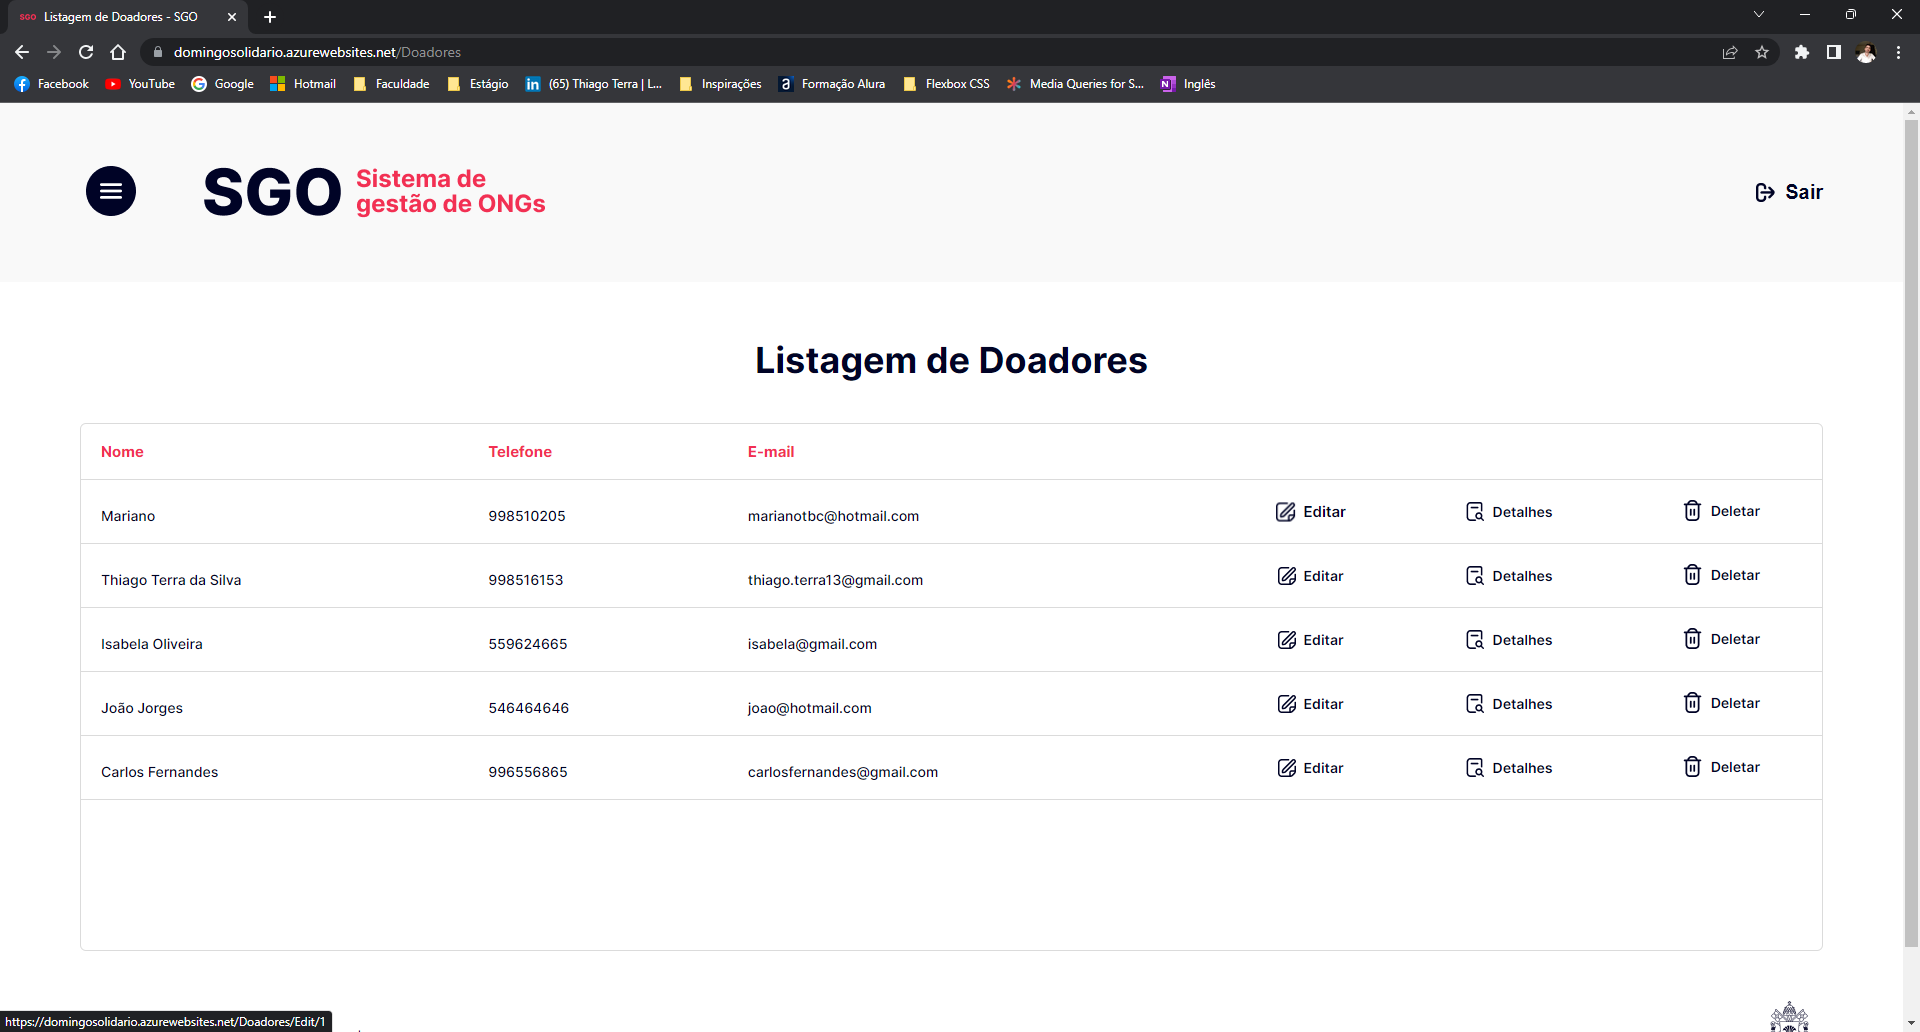 SGO Listagem de Doadores - SGO
domingosolidario.azurewebsites.net/Doadores
Facebook YouTube Google Hotmail Faculdade Estágio in (65) Thiago Terra | L... Inspirações a Formação Alura Flexbox CSS Media Queries for S... N Inglês
SGO
Sistema de
gestão de ONGs
Sair
Listagem de Doadores
Nome Telefone E-mail
Mariano 998510205 marianotbc@hotmail.com Editar Detalhes Deletar
Thiago Terra da Silva 998516153 thiago.terra13@gmail.com Editar Detalhes Deletar
Isabela Oliveira 559624665 isabela@gmail.com Editar Detalhes Deletar
João Jorges 546464646 joao@hotmail.com Editar Detalhes Deletar
Carlos Fernandes 996556865 carlosfernandes@gmail.com Editar Detalhes Deletar
https://domingosolidario.azurewebsites.net/Doadores/Edit/1